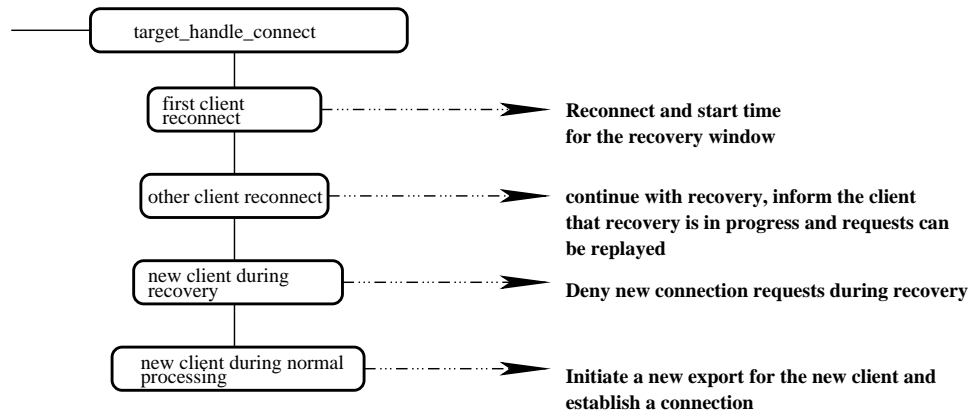 target_handle_connect
first client
reconnect
Reconnect and start time
for the recovery window
other client reconnect
continue with recovery, inform the client
that recovery is in progress and requests can
be replayed
new client during
recovery
Deny new connection requests during recovery
new client during normal
processing
Initiate a new export for the new client and
establish a connection